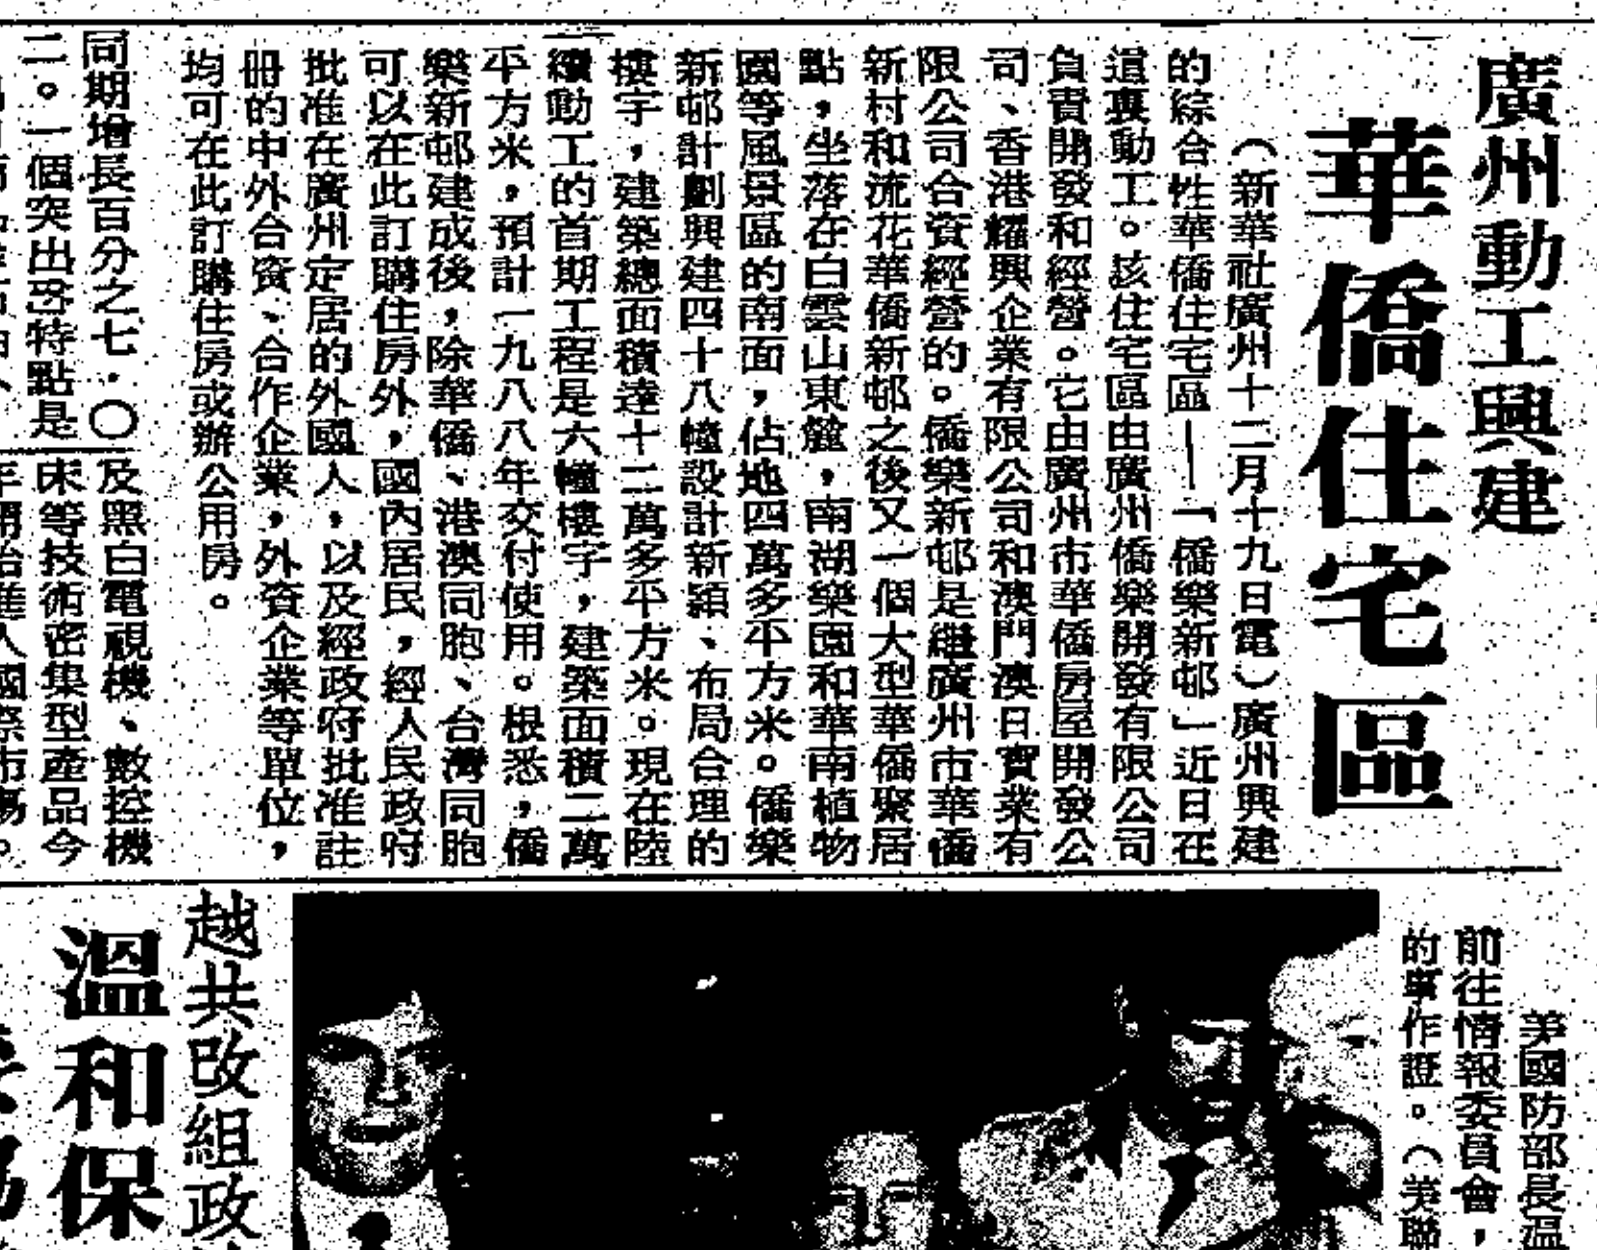 廣州動工興建
華僑住宅區
（新華社廣州十二月十九日電）廣州興建
的綜合性華僑住宅區——「僑樂新邨」近日在
這裏動工。該住宅區由廣州僑樂開發有限公司
負責開發和經營。它由廣州市華僑房屋開發公
司、香港耀興企業有限公司和澳門澳日實業有
限公司合資經營的。僑樂新邨是繼廣州市華僑
新村和流花華僑新邨之後又一個大型華僑聚居
點，坐落在白雲山東麓，南湖樂園和華南植物
園等風景區的南面，佔地四萬多平方米。僑樂
新邨計劃興建四十八幢設計新穎、布局合理的
樓宇，建築總面積達十二萬多平方米。現在陸
續動工的首期工程是六幢樓宇，建築面積二萬
平方米，預計一九八八年交付使用。根悉，僑
樂新邨建成後，除華僑、港澳同胞、台灣同胞
可以在此訂購住房外，國內居民，經人民政府
批准在廣州定居的外國人，以及經政府批准註
冊的中外合資、合作企業，外資企業等單位，
均可在此訂購住房或辦公用房。
同期增長百分之七．〇
二。一個突出的特點是
及黑白電視機、數控機
床等技術密集型產品今
年開始進入國際市場。
美國防部長溫
前往情報委員會，
的舉作證。（美聯
越共改組政
溫和保